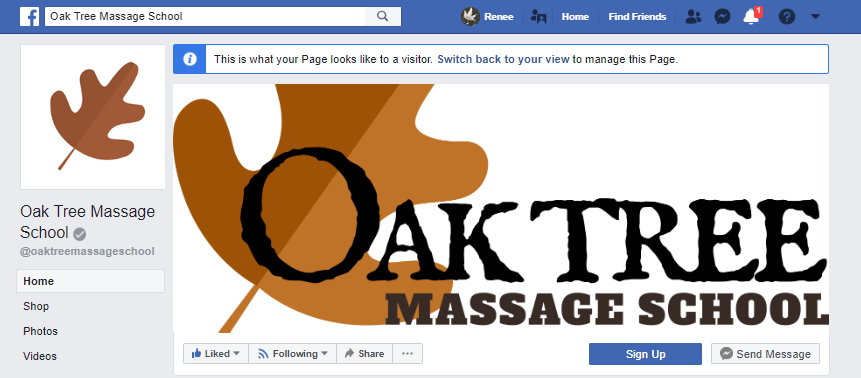 Oak Tree Massage School
Renee
Home
Find Friends
1
This is what your Page looks like to a visitor. Switch back to your view to manage this Page.
OAK TREE
MASSAGE SCHOOL
Oak Tree Massage
School
@oaktreemassageschool
Home
Shop
Photos
Videos
Liked
Following
Share
Sign Up
Send Message